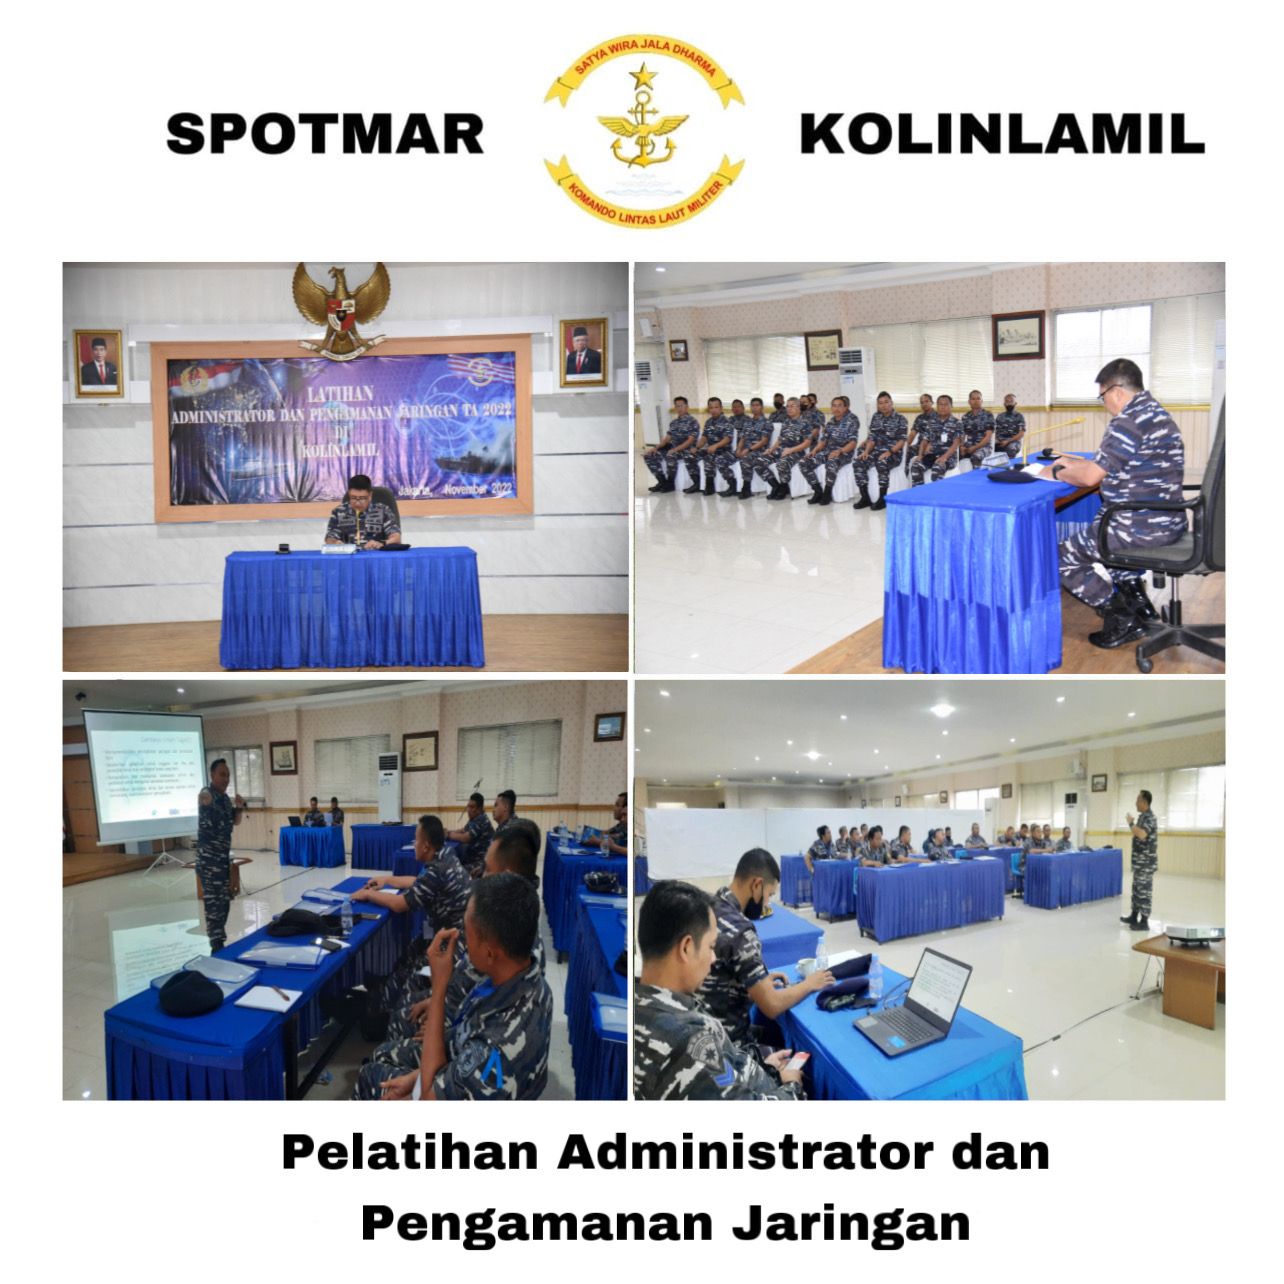 SATYA WIRA JALA DHARMA
SPOTMAR
KOLINLAMIL
KOMANDO LINTAS LAUT MILITER
LATIHAN
ADMINISTRATOR DAN PENGAMANAN JARINGAN TA 2022
DI
KOLINLAMIL
Jakarta, November 2022
Pelatihan Administrator dan
Pengamanan Jaringan